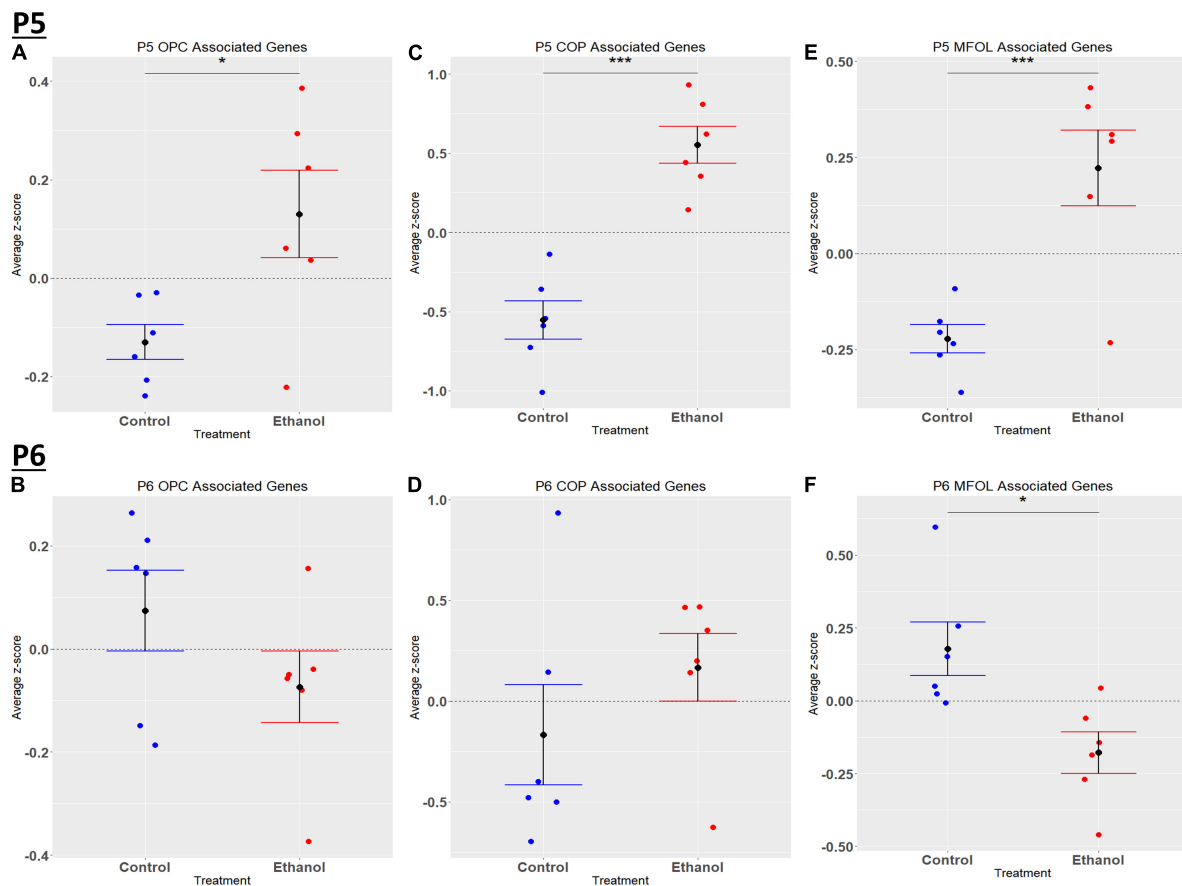 P5
A
P5 OPC Associated Genes
*
0.4
0.2
0.0
-0.2
Average z-score
Control
Ethanol
Treatment
C
P5 COP Associated Genes
***
1.0
0.5
0.0
-0.5
-1.0
Average z-score
Control
Ethanol
Treatment
E
P5 MFOL Associated Genes
***
0.50
0.25
0.00
-0.25
Average z-score
Control
Ethanol
Treatment
P6
B
P6 OPC Associated Genes
0.2
0.0
-0.2
-0.4
Average z-score
Control
Ethanol
Treatment
D
P6 COP Associated Genes
1.0
0.5
0.0
-0.5
Average z-score
Control
Ethanol
Treatment
F
P6 MFOL Associated Genes
*
0.50
0.25
0.00
-0.25
-0.50
Average z-score
Control
Ethanol
Treatment